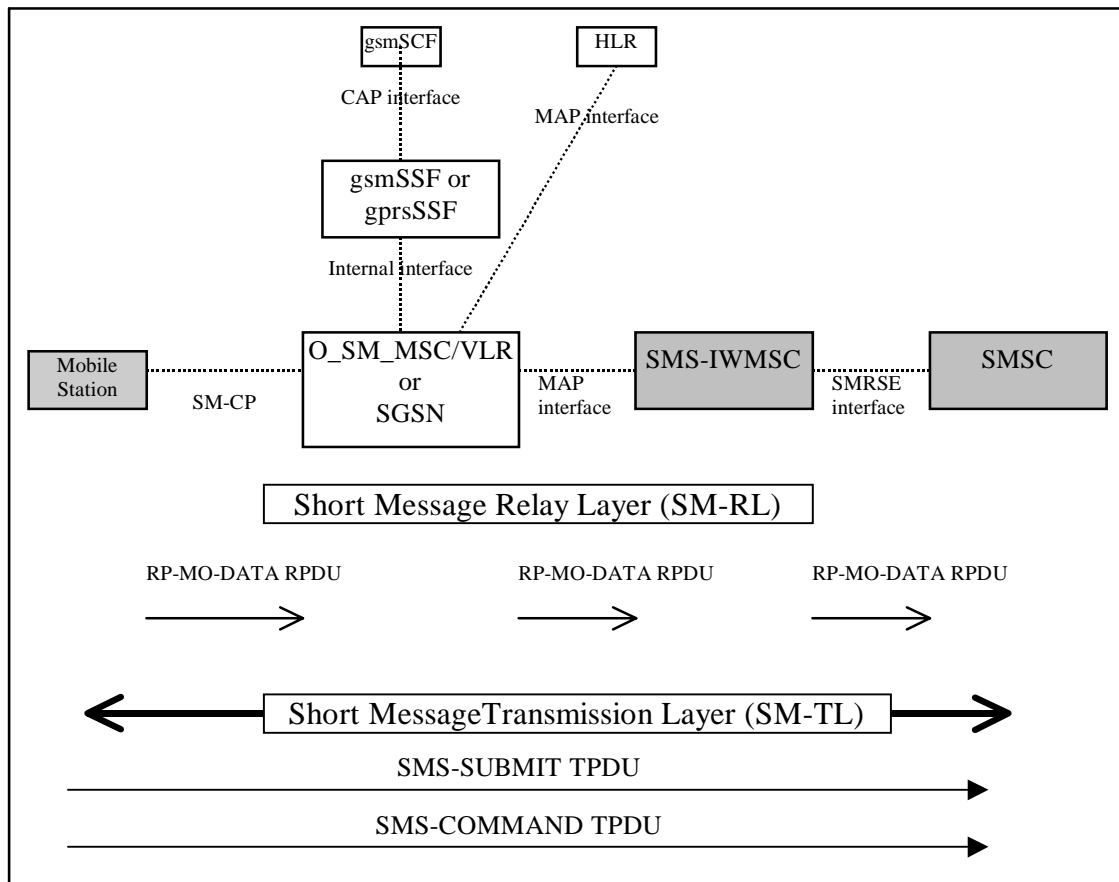 gsmSCF
HLR
CAP interface
MAP interface
gsmSSF or
gprsSSF
Internal interface
O_SM_MSC/VLR
or
SGSN
Mobile
Station
SM-CP
MAP
interface
SMS-IWMSC
SMRSE
interface
SMSC
Short Message Relay Layer (SM-RL)
RP-MO-DATA RPDU
RP-MO-DATA RPDU
RP-MO-DATA RPDU
Short MessageTransmission Layer (SM-TL)
SMS-SUBMIT TPDU
SMS-COMMAND TPDU